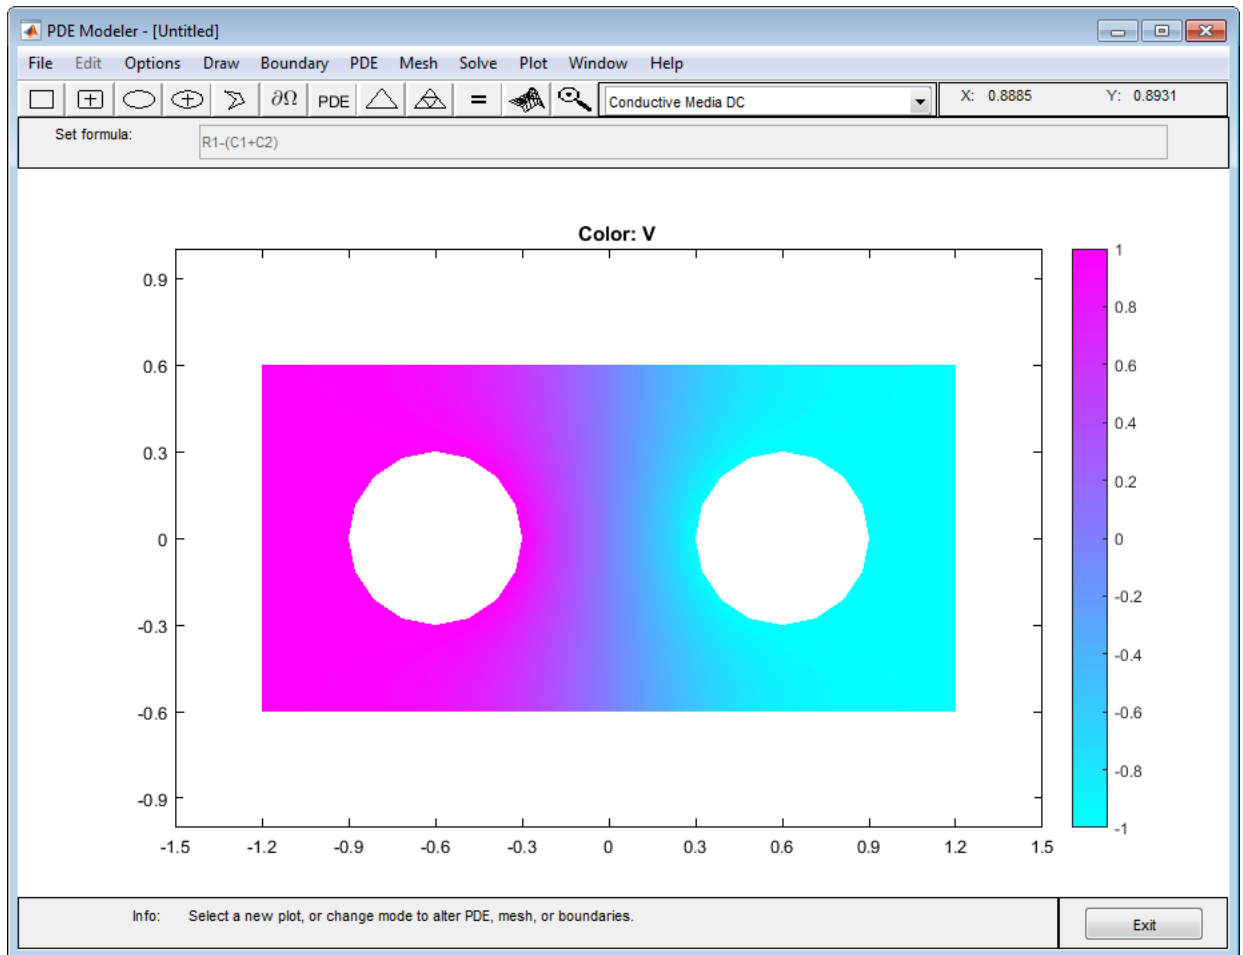 PDE Modeler - [Untitled]
File Edit Options Draw Boundary PDE Mesh Solve Plot Window Help
∂Ω PDE = Conductive Media DC X: 0.8885 Y: 0.8931
Set formula: R1-(C1+C2)
Color: V
0.9
0.6
0.3
0
-0.3
-0.6
-0.9
-1.5 -1.2 -0.9 -0.6 -0.3 0 0.3 0.6 0.9 1.2 1.5
1
0.8
0.6
0.4
0.2
0
-0.2
-0.4
-0.6
-0.8
-1
Info: Select a new plot, or change mode to alter PDE, mesh, or boundaries.
Exit